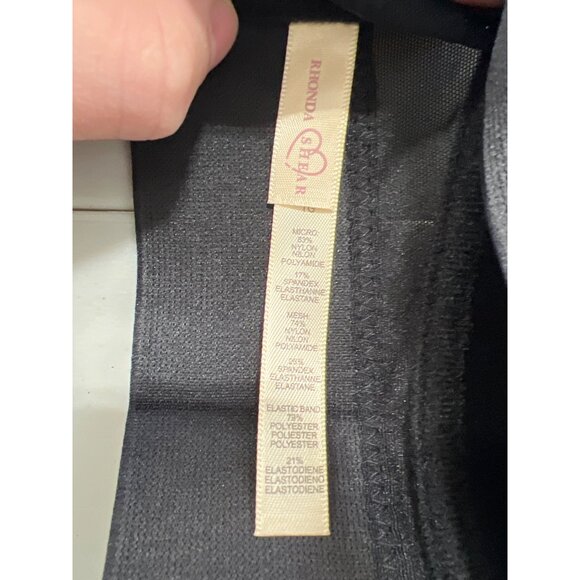 RHONDA SHEAR
MICRO:
83%
NYLON
NILON
POLYAMIDE
17%
SPANDEX
ELASTHANNE
ELASTANE
MESH:
74%
NYLON
NILON
POLYAMIDE
26%
SPANDEX
ELASTHANNE
ELASTANE
ELASTIC BAND:
79%
POLYESTER
POLIESTER
POLYESTER
21%
ELASTODIENE
ELASTODIENO
ELASTODIENE